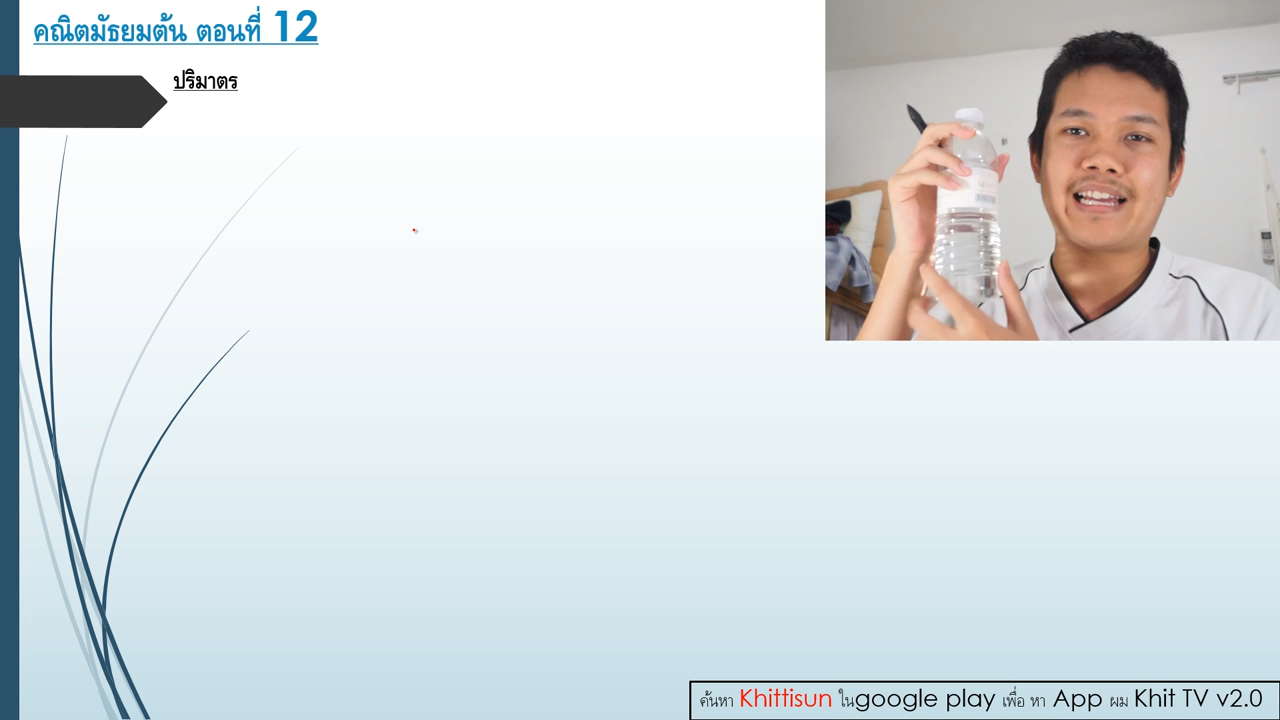 คณิตมัธยมต้น ตอนที่ 12
ปริมาตร
ค้นหา Khittisun ในgoogle play เพื่อ หา App ผม Khit TV v2.0